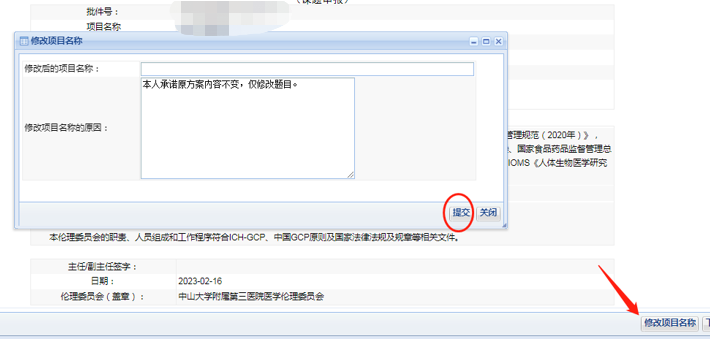 （课题申报）
批件号：
项目名称
修改项目名称
修改后的项目名称：
本人承诺原方案内容不变，仅修改题目。
修改项目名称的原因：
管理规范（2020年）》，
、国家食品药品监督管理总
IOMS《人体生物医学研究
提交 关闭
本伦理委员会的职责、人员组成和工作程序符合ICH-GCP、中国GCP原则及国家法律法规及规章等相关文件。
主任/副主任签字：
日期： 2023-02-16
伦理委员会（盖章）： 中山大学附属第三医院医学伦理委员会
修改项目名称